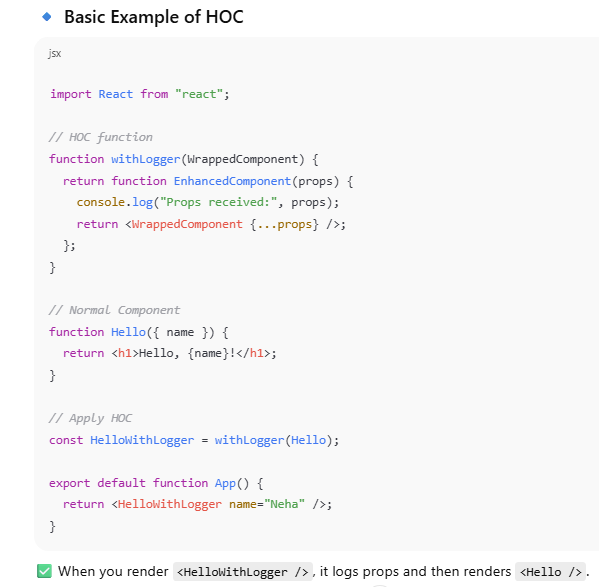 Basic Example of HOC
jsx
import React from "react";
// HOC function
function withLogger(WrappedComponent) {
  return function EnhancedComponent(props) {
    console.log("Props received:", props);
    return <WrappedComponent {...props} />;
  };
}
// Normal Component
function Hello({ name }) {
  return <h1>Hello, {name}!</h1>;
}
// Apply HOC
const HelloWithLogger = withLogger(Hello);
export default function App() {
  return <HelloWithLogger name="Neha" />;
}
✅ When you render <HelloWithLogger />, it logs props and then renders <Hello />.